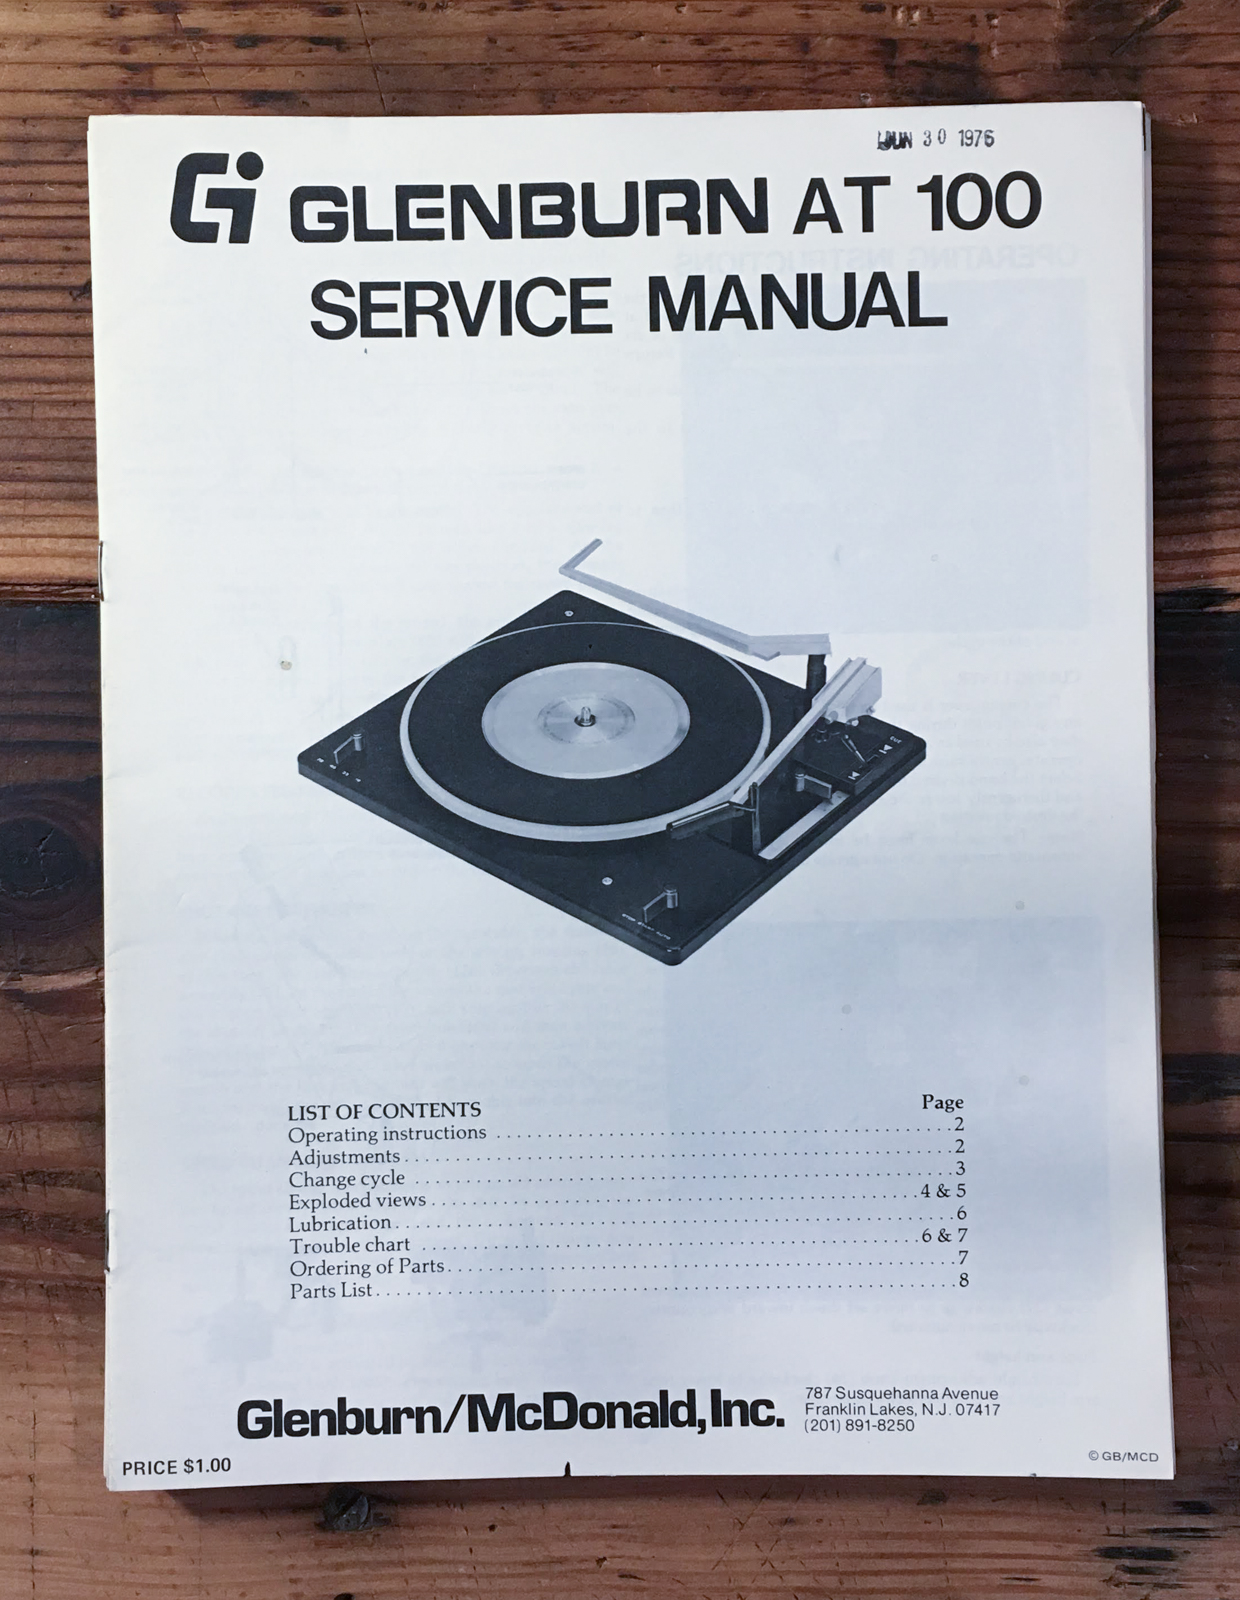 JUN 30 1976
Gi GLENBURN AT 100
SERVICE MANUAL
CUE
LIST OF CONTENTS Page
Operating instructions ........................................2
Adjustments........................................2
Change cycle ........................................3
Exploded views........................................4 & 5
Lubrication........................................6
Trouble chart ........................................6 & 7
Ordering of Parts........................................7
Parts List........................................8
Glenburn/McDonald, Inc.
787 Susquehanna Avenue
Franklin Lakes, N.J. 07417
(201) 891-8250
PRICE $1.00
© GB/MCD